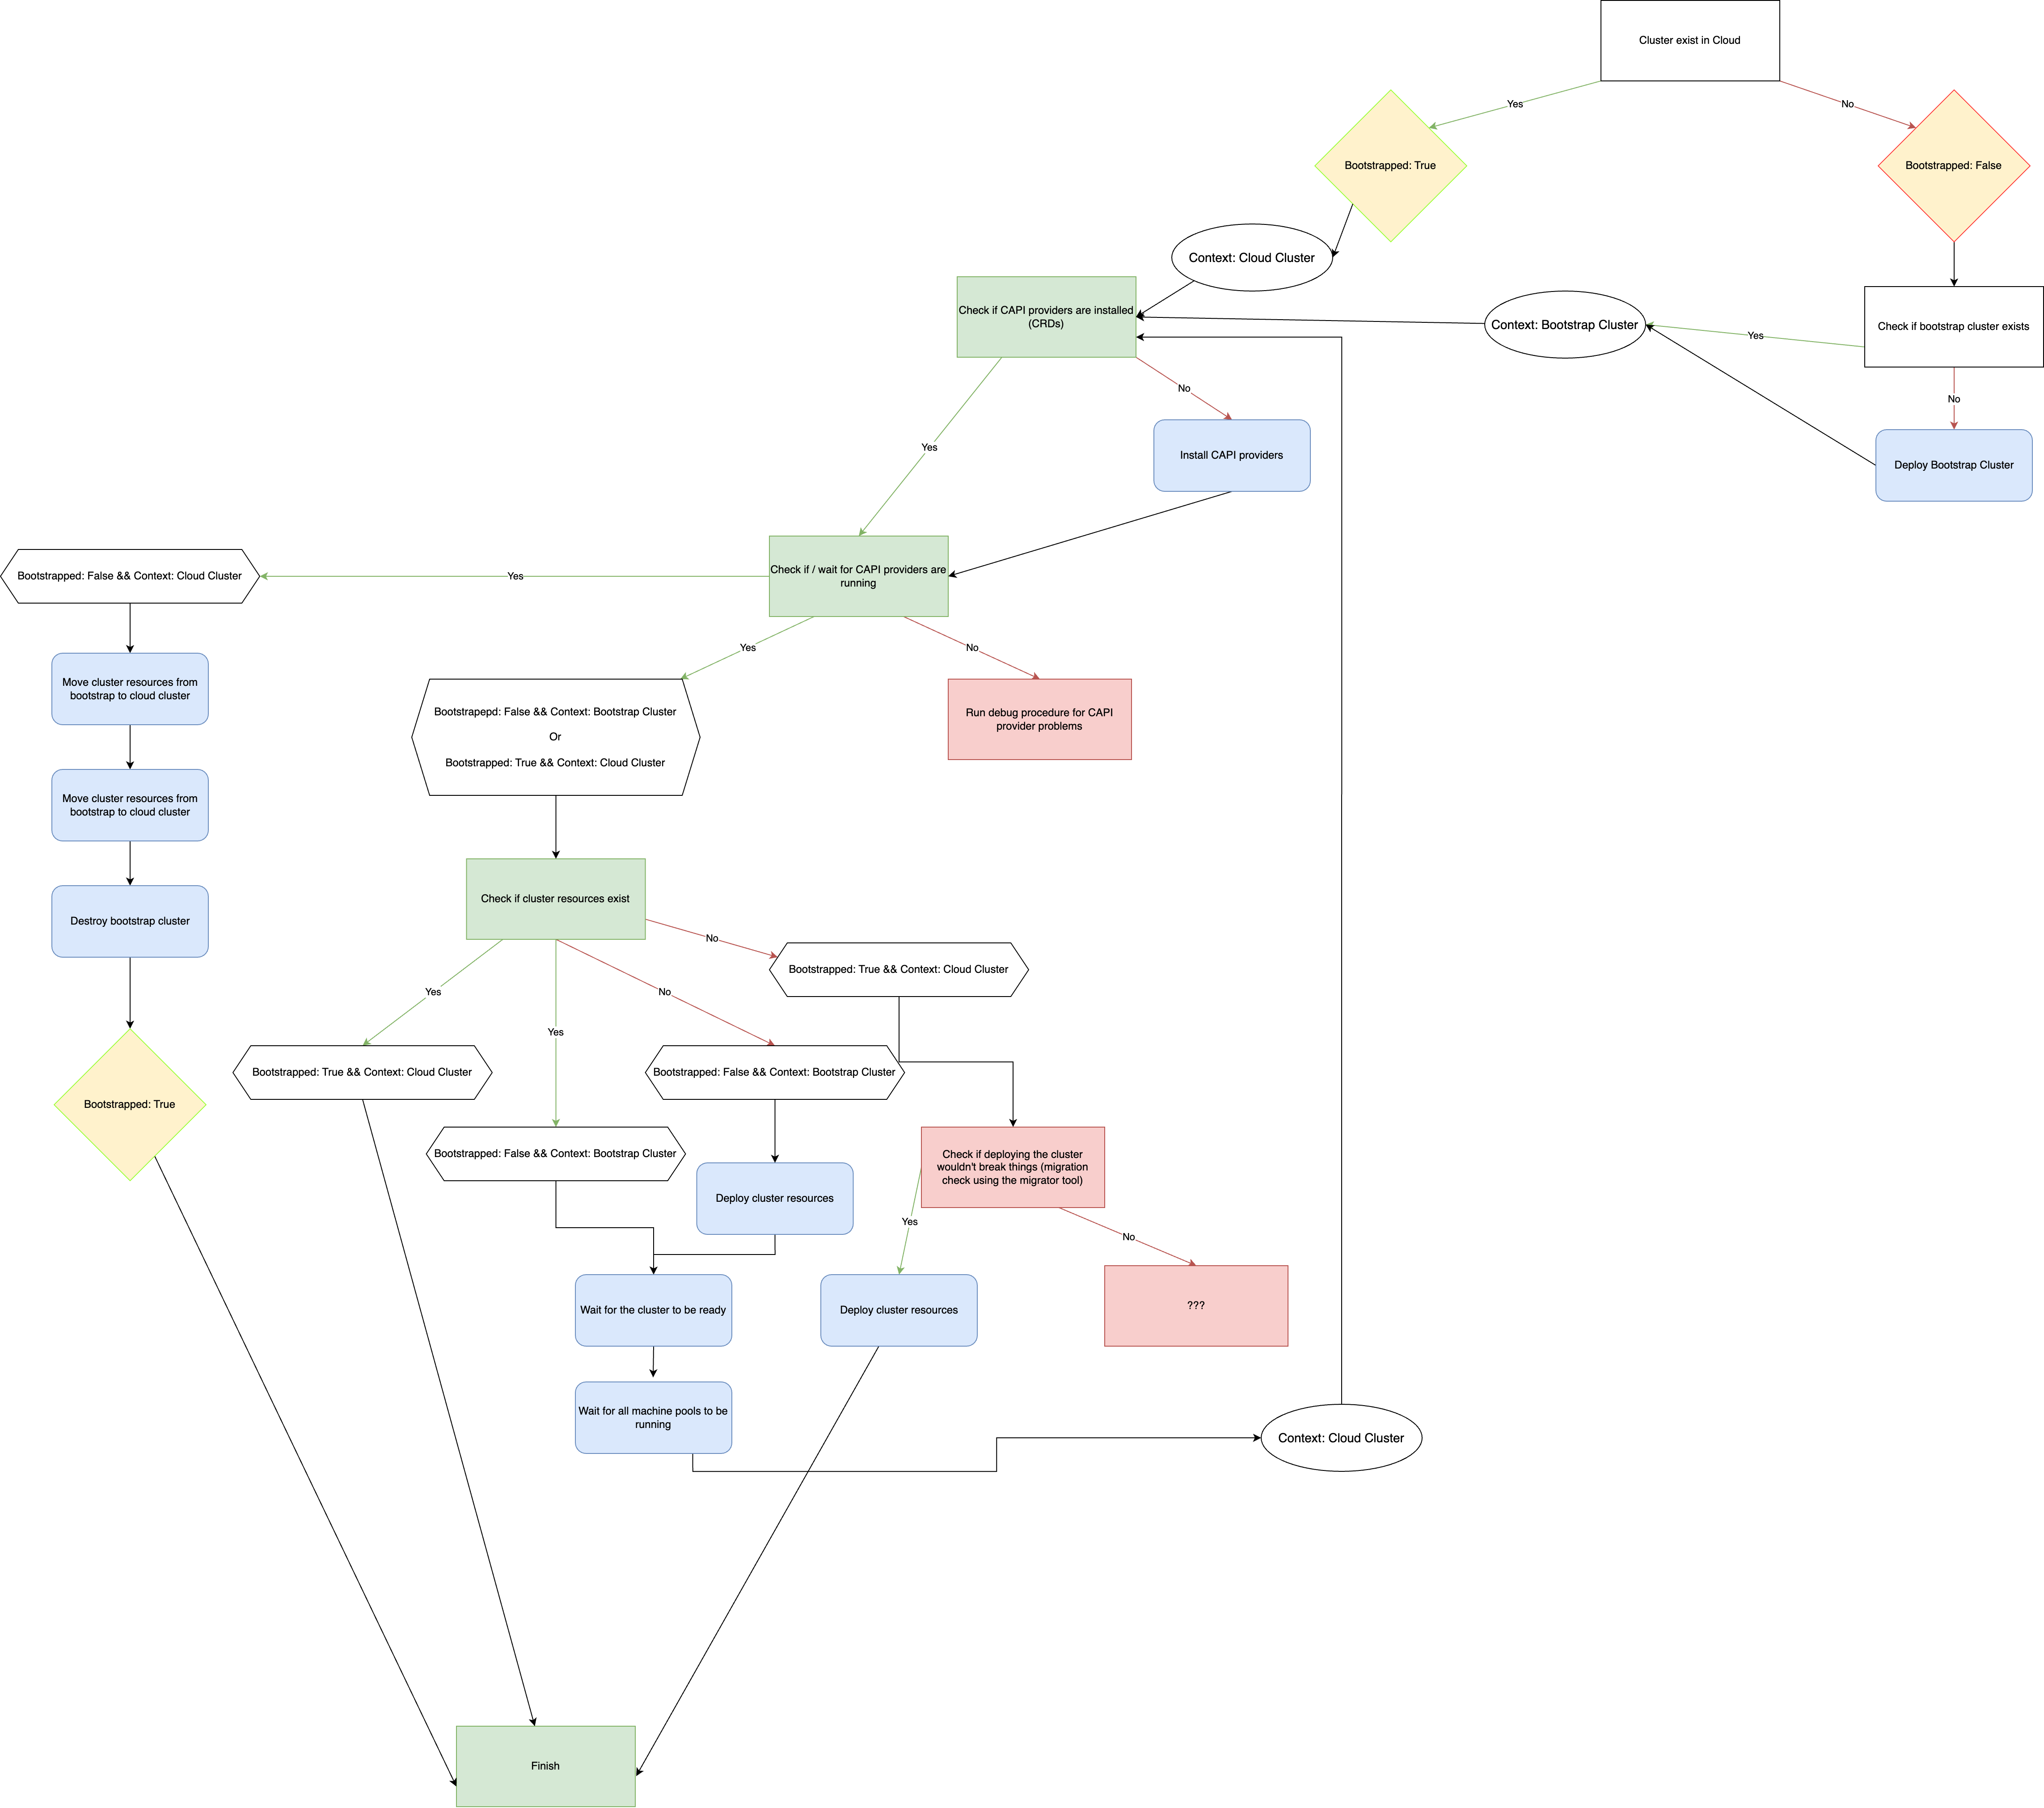 Cluster exist in Cloud
Yes
No
Bootstrapped: True
Bootstrapped: False
Context: Cloud Cluster
Check if CAPI providers are installed
(CRDs)
Context: Bootstrap Cluster
Yes
Check if bootstrap cluster exists
No
No
Yes
Install CAPI providers
Deploy Bootstrap Cluster
Bootstrapped: False && Context: Cloud Cluster
Yes
Check if / wait for CAPI providers are
running
Yes
No
Move cluster resources from
bootstrap to cloud cluster
Bootstrapepd: False && Context: Bootstrap Cluster
Or
Bootstrapped: True && Context: Cloud Cluster
Run debug procedure for CAPI
provider problems
Move cluster resources from
bootstrap to cloud cluster
Check if cluster resources exist
Destroy bootstrap cluster
No
Bootstrapped: True && Context: Cloud Cluster
Yes
No
Yes
Bootstrapped: True && Context: Cloud Cluster
Bootstrapped: False && Context: Bootstrap Cluster
Bootstrapped: True
Bootstrapped: False && Context: Bootstrap Cluster
Check if deploying the cluster
wouldn't break things (migration
check using the migrator tool)
Deploy cluster resources
Yes
No
Wait for the cluster to be ready
Deploy cluster resources
???
Wait for all machine pools to be
running
Context: Cloud Cluster
Finish